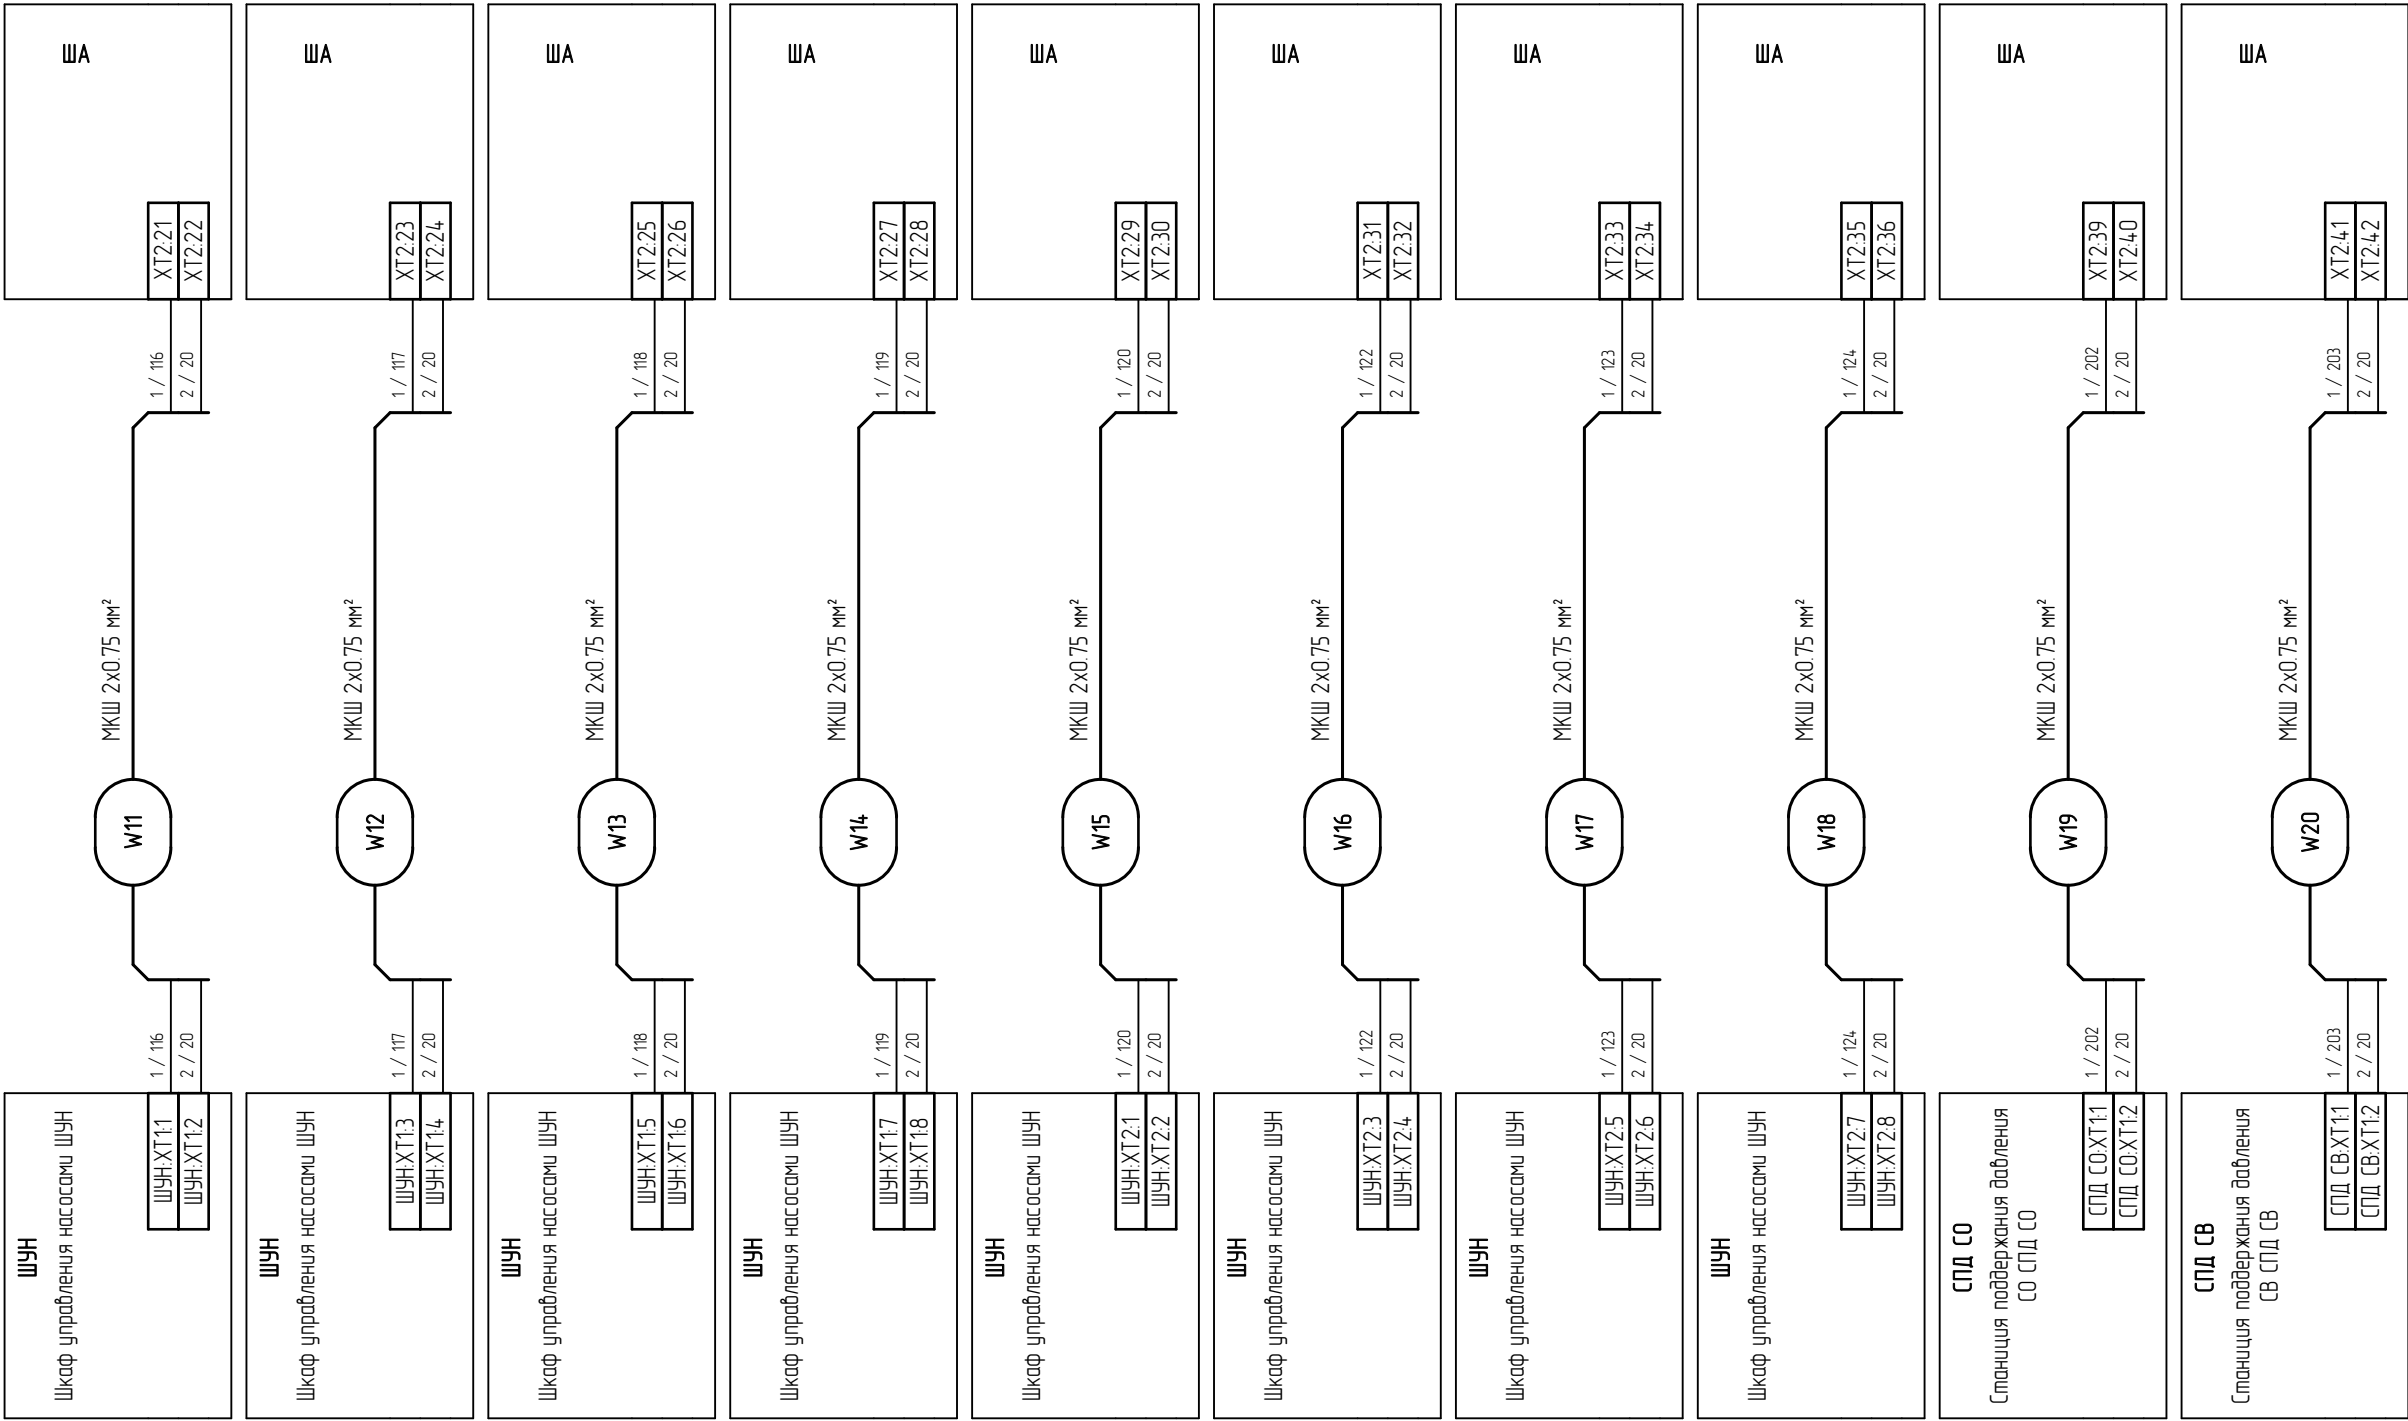 ШУН
Шкаф управления насосами ШУН
ШУН:XT1:1
ШУН:XT1:2
1 / 116
2 / 20
W11
МКШ 2x0.75 мм²
1 / 116
2 / 20
XT2:21
XT2:22
ША
ШУН
Шкаф управления насосами ШУН
ШУН:XT1:3
ШУН:XT1:4
1 / 117
2 / 20
W12
МКШ 2x0.75 мм²
1 / 117
2 / 20
XT2:23
XT2:24
ША
ШУН
Шкаф управления насосами ШУН
ШУН:XT1:5
ШУН:XT1:6
1 / 118
2 / 20
W13
МКШ 2x0.75 мм²
1 / 118
2 / 20
XT2:25
XT2:26
ША
ШУН
Шкаф управления насосами ШУН
ШУН:XT1:7
ШУН:XT1:8
1 / 119
2 / 20
W14
МКШ 2x0.75 мм²
1 / 119
2 / 20
XT2:27
XT2:28
ША
ШУН
Шкаф управления насосами ШУН
ШУН:XT2:1
ШУН:XT2:2
1 / 120
2 / 20
W15
МКШ 2x0.75 мм²
1 / 120
2 / 20
XT2:29
XT2:30
ША
ШУН
Шкаф управления насосами ШУН
ШУН:XT2:3
ШУН:XT2:4
1 / 122
2 / 20
W16
МКШ 2x0.75 мм²
1 / 122
2 / 20
XT2:31
XT2:32
ША
ШУН
Шкаф управления насосами ШУН
ШУН:XT2:5
ШУН:XT2:6
1 / 123
2 / 20
W17
МКШ 2x0.75 мм²
1 / 123
2 / 20
XT2:33
XT2:34
ША
ШУН
Шкаф управления насосами ШУН
ШУН:XT2:7
ШУН:XT2:8
1 / 124
2 / 20
W18
МКШ 2x0.75 мм²
1 / 124
2 / 20
XT2:35
XT2:36
ША
СПД СО
Станиция поддержания давления
СО СПД СО
СПД СО:XT1:1
СПД СО:XT1:2
1 / 202
2 / 20
W19
МКШ 2x0.75 мм²
1 / 202
2 / 20
XT2:39
XT2:40
ША
СПД СВ
Станиция поддержания давления
СВ СПД СВ
СПД СВ:XT1:1
СПД СВ:XT1:2
1 / 203
2 / 20
W20
МКШ 2x0.75 мм²
1 / 203
2 / 20
XT2:41
XT2:42
ША